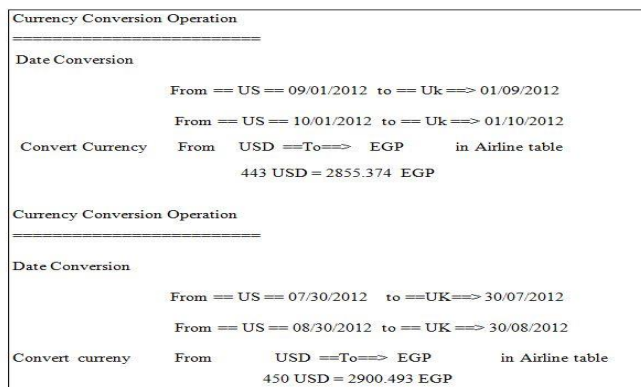 Currency Conversion Operation
==========================
Date Conversion
From == US == 09/01/2012 to == Uk ==> 01/09/2012
From == US == 10/01/2012 to == Uk ==> 01/10/2012
Convert Currency From USD ==To==> EGP in Airline table
443 USD = 2855.374 EGP
Currency Conversion Operation
==========================
Date Conversion
From == US == 07/30/2012 to ==UK==> 30/07/2012
From == US == 08/30/2012 to == UK ==> 30/08/2012
Convert curreny From USD ==To==> EGP in Airline table
450 USD = 2900.493 EGP